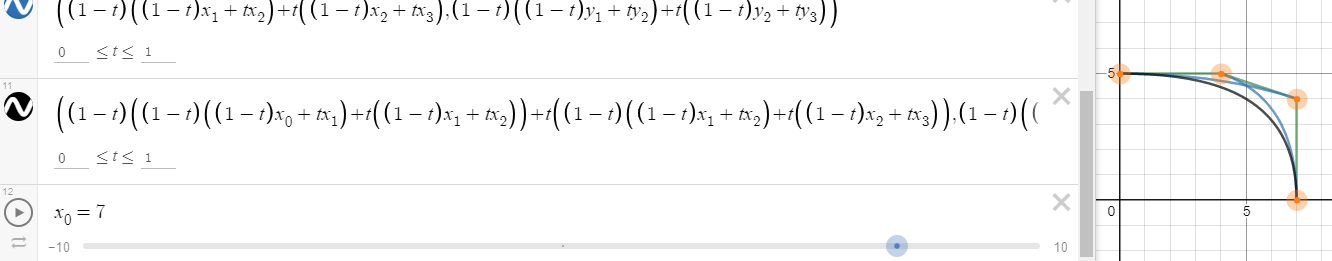 ((1 − t)((1 − t)x₁ + tx₂)+t((1 − t)x₂ + tx₃),(1 − t)((1 − t)y₁ + ty₂)+t((1 − t)y₂ + ty₃))
0 ≤ t ≤ 1
11
((1 − t)((1 − t)((1 − t)x₀ + tx₁)+t((1 − t)x₁ + tx₂))+t((1 − t)((1 − t)x₁ + tx₂)+t((1 − t)x₂ + tx₃)),(1 − t)((
0 ≤ t ≤ 1
12
x₀ = 7
−10 10
5
0 5